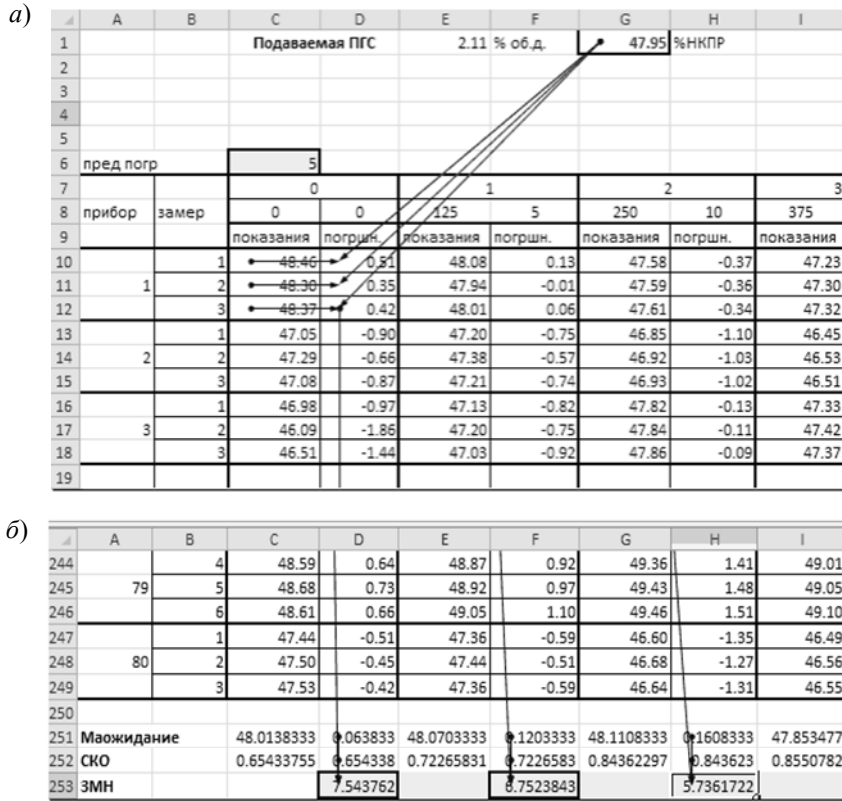 а)
A B C D E F G H I
1 Подаваемая ПГС 2.11 % об.д. 47.95 %НКПР
2
3
4
5
6 пред погр 5
7 0 1 2 3
8 прибор замер 0 0 125 5 250 10 375
9 показания погршн. показания погршн. показания погршн. показания
10 1 48.46 0.51 48.08 0.13 47.58 -0.37 47.23
11 1 2 48.30 0.35 47.94 -0.01 47.59 -0.36 47.30
12 3 48.37 0.42 48.01 0.06 47.61 -0.34 47.32
13 1 47.05 -0.90 47.20 -0.75 46.85 -1.10 46.45
14 2 2 47.29 -0.66 47.38 -0.57 46.92 -1.03 46.53
15 3 47.08 -0.87 47.21 -0.74 46.93 -1.02 46.51
16 1 46.98 -0.97 47.13 -0.82 47.82 -0.13 47.33
17 3 2 46.09 -1.86 47.20 -0.75 47.84 -0.11 47.42
18 3 46.51 -1.44 47.03 -0.92 47.86 -0.09 47.37
19
б)
A B C D E F G H I
244 4 48.59 0.64 48.87 0.92 49.36 1.41 49.01
245 79 5 48.68 0.73 48.92 0.97 49.43 1.48 49.05
246 6 48.61 0.66 49.05 1.10 49.46 1.51 49.10
247 1 47.44 -0.51 47.36 -0.59 46.60 -1.35 46.49
248 80 2 47.50 -0.45 47.44 -0.51 46.68 -1.27 46.56
249 3 47.53 -0.42 47.36 -0.59 46.64 -1.31 46.55
250
251 Маожидание 48.0138333 0.063833 48.0703333 0.1203333 48.1108333 0.1608333 47.853477
252 СКО 0.65433755 0.654338 0.72265831 0.7226583 0.84362297 0.843623 0.8550782
253 ЗМН 7.543762 6.7523843 5.7361722